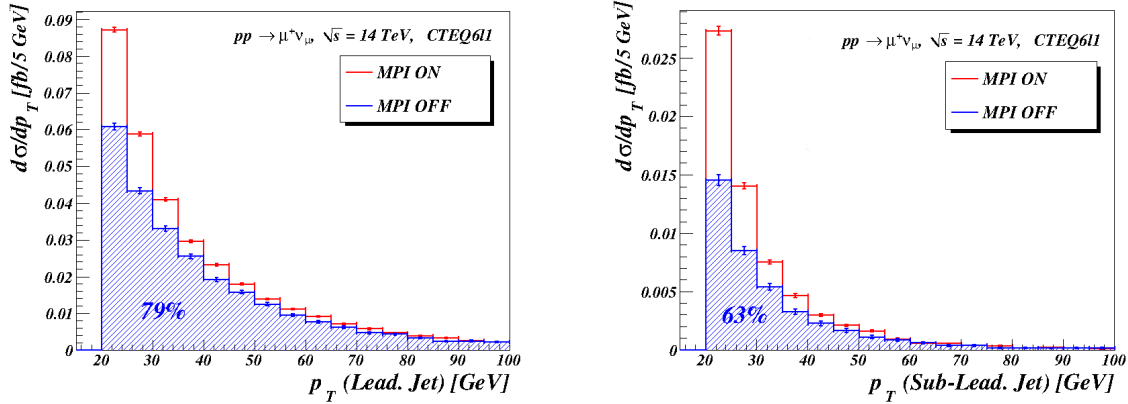 dσ/dp_T [fb/5 GeV]
0.09
0.08
0.07
0.06
0.05
0.04
0.03
0.02
0.01
0
pp → μ⁺ν_μ, √s = 14 TeV, CTEQ6l1
MPI ON
MPI OFF
79%
20 30 40 50 60 70 80 90 100
p_T (Lead. Jet) [GeV]
dσ/dp_T [fb/5 GeV]
0.025
0.02
0.015
0.01
0.005
0
pp → μ⁺ν_μ, √s = 14 TeV, CTEQ6l1
MPI ON
MPI OFF
63%
20 30 40 50 60 70 80 90 100
p_T (Sub-Lead. Jet) [GeV]